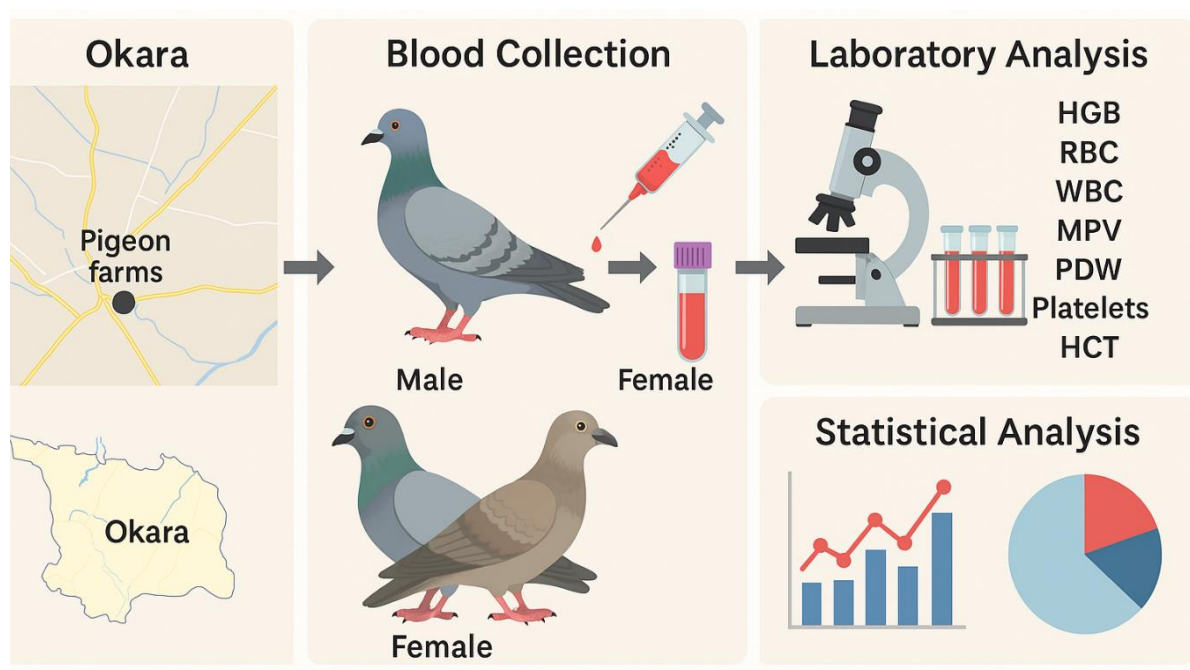 Okara
Pigeon
farms
Okara
Blood Collection
Male
Female
Female
Laboratory Analysis
HGB
RBC
WBC
MPV
PDW
Platelets
HCT
Statistical Analysis